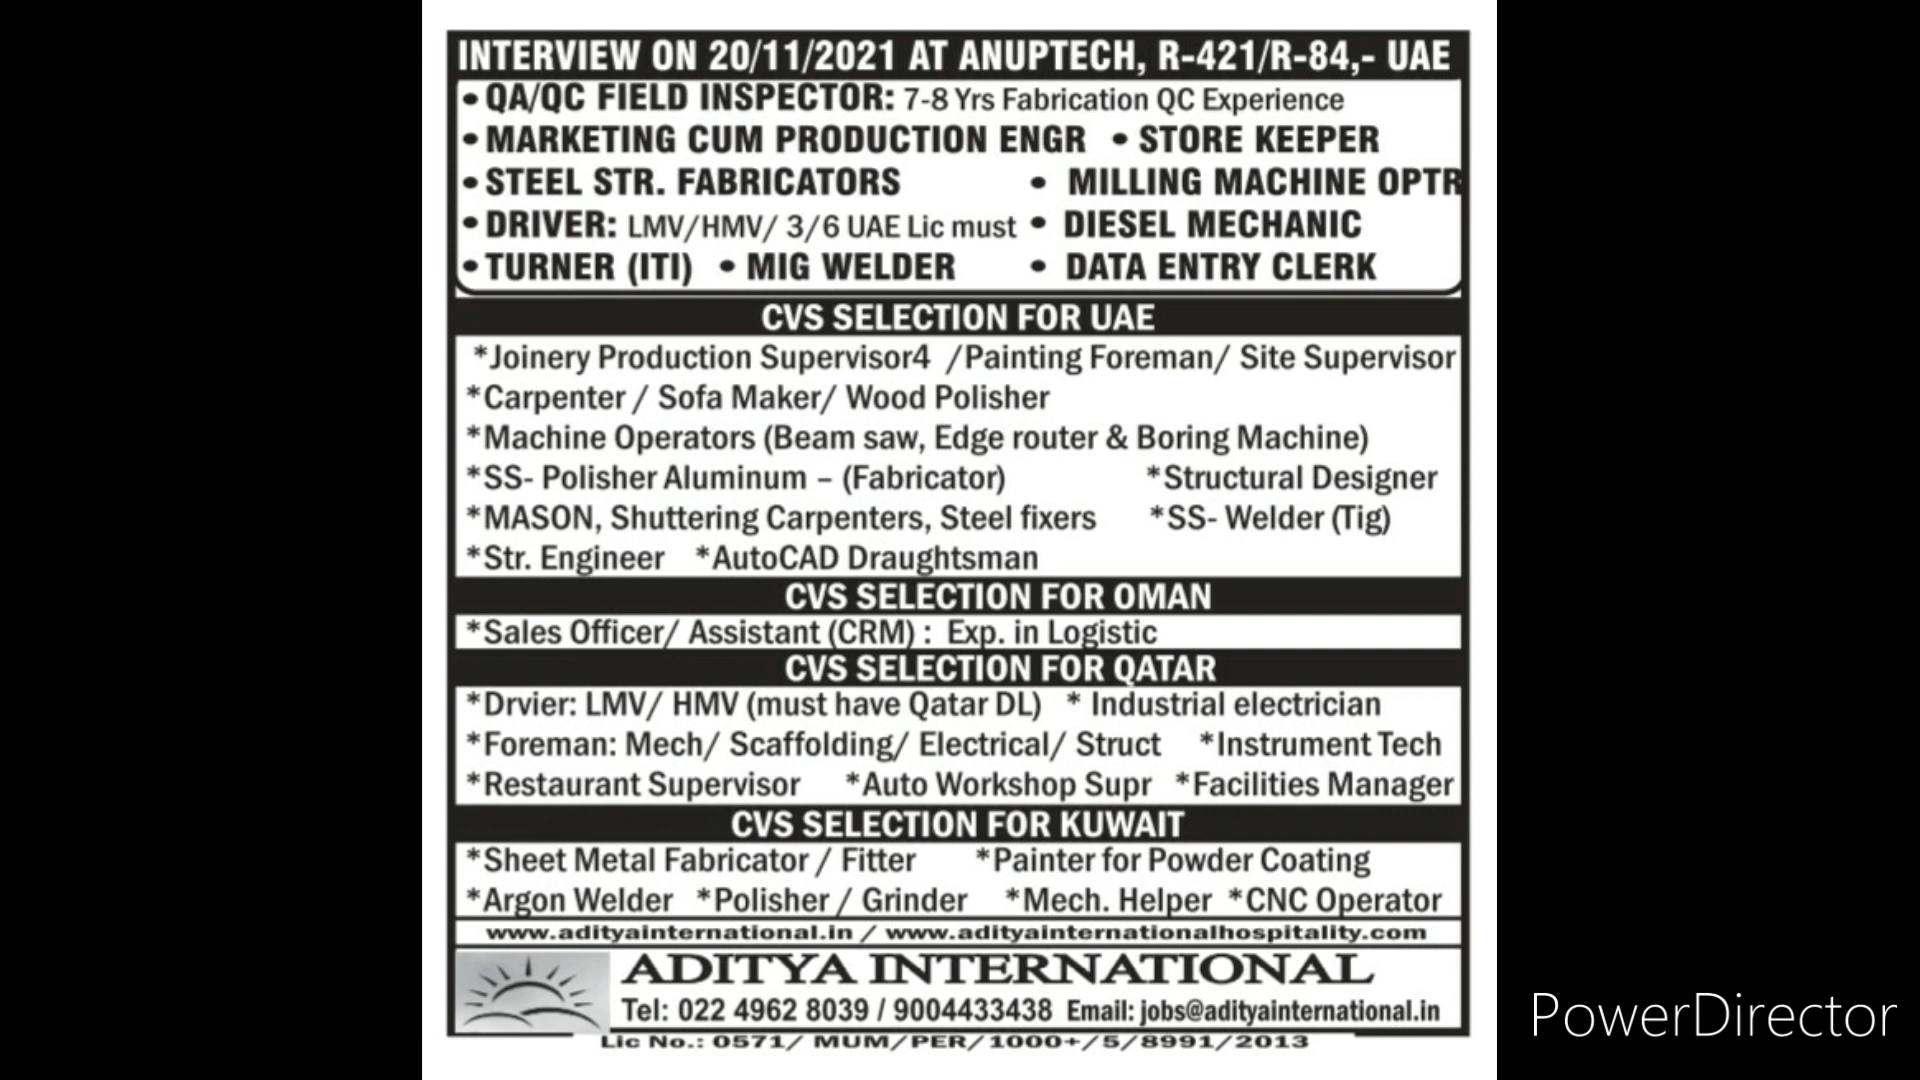 INTERVIEW ON 20/11/2021 AT ANUPTECH, R-421/R-84,- UAE
• QA/QC FIELD INSPECTOR: 7-8 Yrs Fabrication QC Experience
• MARKETING CUM PRODUCTION ENGR • STORE KEEPER
• STEEL STR. FABRICATORS • MILLING MACHINE OPTR
• DRIVER: LMV/HMV/ 3/6 UAE Lic must • DIESEL MECHANIC
• TURNER (ITI) • MIG WELDER • DATA ENTRY CLERK
CVS SELECTION FOR UAE
*Joinery Production Supervisor4 /Painting Foreman/ Site Supervisor
*Carpenter / Sofa Maker/ Wood Polisher
*Machine Operators (Beam saw, Edge router & Boring Machine)
*SS- Polisher Aluminum – (Fabricator) *Structural Designer
*MASON, Shuttering Carpenters, Steel fixers *SS- Welder (Tig)
*Str. Engineer *AutoCAD Draughtsman
CVS SELECTION FOR OMAN
*Sales Officer/ Assistant (CRM) : Exp. in Logistic
CVS SELECTION FOR QATAR
*Drvier: LMV/ HMV (must have Qatar DL) * Industrial electrician
*Foreman: Mech/ Scaffolding/ Electrical/ Struct *Instrument Tech
*Restaurant Supervisor *Auto Workshop Supr *Facilities Manager
CVS SELECTION FOR KUWAIT
*Sheet Metal Fabricator / Fitter *Painter for Powder Coating
*Argon Welder *Polisher / Grinder *Mech. Helper *CNC Operator
www.adityainternational.in / www.adityainternationalhospitality.com
ADITYA INTERNATIONAL
Tel: 022 4962 8039 / 9004433438 Email: jobs@adityainternational.in
Lic No.: 0571/ MUM/PER/1000+/5/8991/2013
PowerDirector